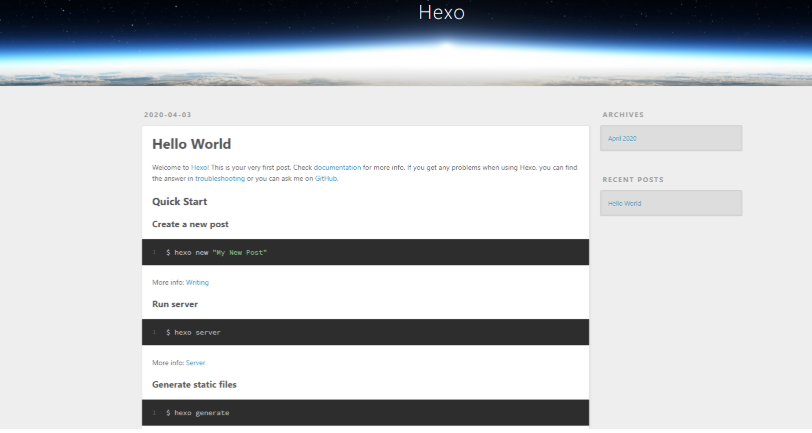 Hexo
2020-04-03
Hello World
Welcome to Hexo! This is your very first post. Check documentation for more info. If you get any problems when using Hexo, you can find
the answer in troubleshooting or you can ask me on GitHub.
Quick Start
Create a new post
1 $ hexo new "My New Post"
More info: Writing
Run server
1 $ hexo server
More info: Server
Generate static files
1 $ hexo generate
ARCHIVES
April 2020
RECENT POSTS
Hello World